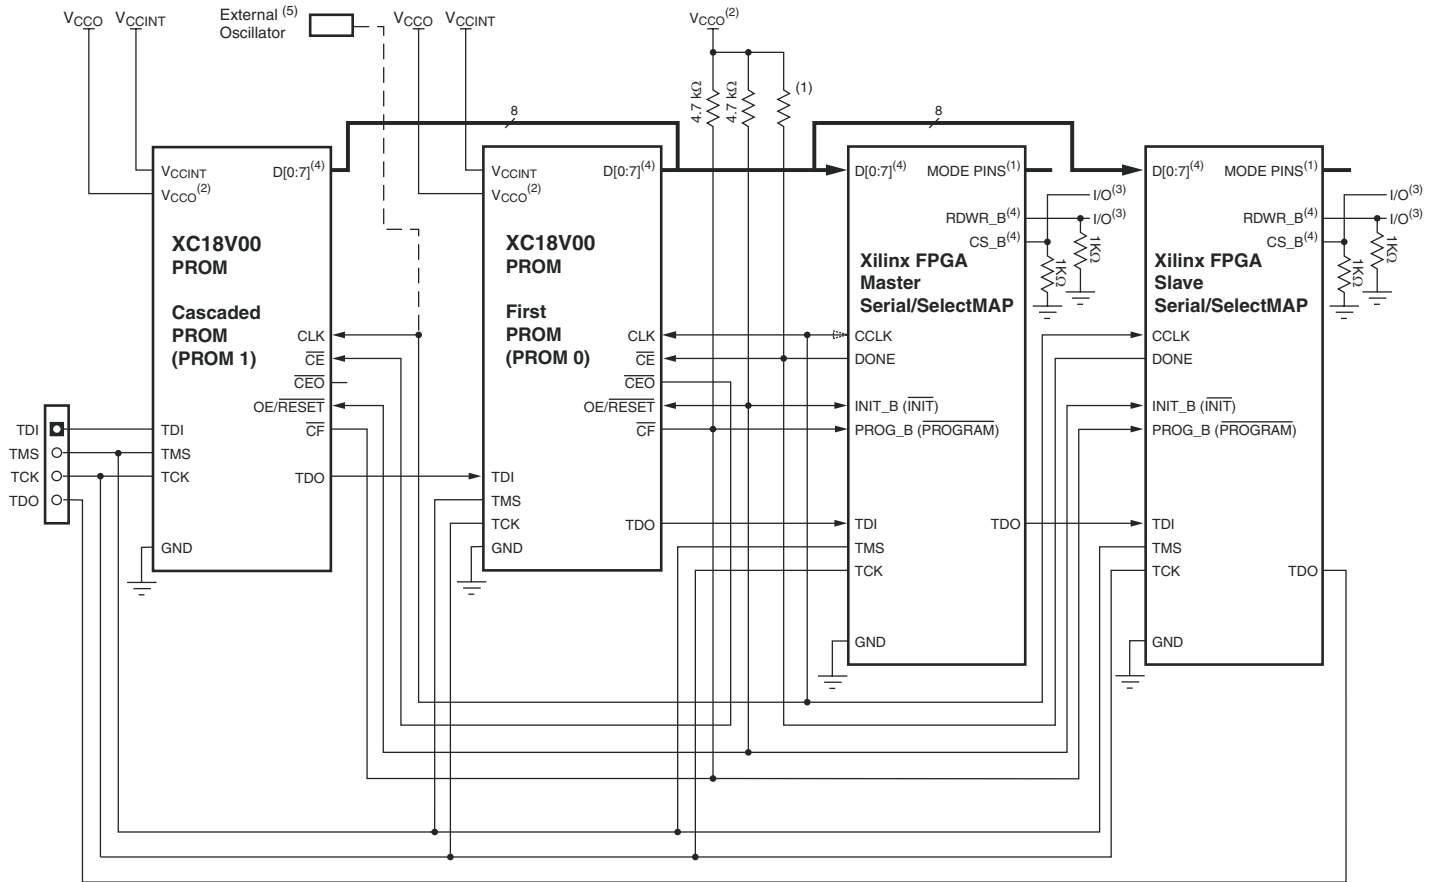 VCCO VCCINT
External (5)
Oscillator
VCCO VCCINT
VCCO(2)
4.7 kΩ
4.7 kΩ
(1)
8
8
VCCINT
VCCO(2)
D[0:7](4)
XC18V00
PROM
Cascaded
PROM
(PROM 1)
CLK
CE
CEO
OE/RESET
CF
TDI
TMS
TCK
TDO
GND
TDI
TMS
TCK
TDO
VCCINT
VCCO(2)
D[0:7](4)
XC18V00
PROM
First
PROM
(PROM 0)
CLK
CE
CEO
OE/RESET
CF
TDI
TMS
TCK
TDO
GND
D[0:7](4)
MODE PINS(1)
RDWR_B(4)
CS_B(4)
I/O(3)
I/O(3)
1KΩ
1KΩ
Xilinx FPGA
Master
Serial/SelectMAP
CCLK
DONE
INIT_B (INIT)
PROG_B (PROGRAM)
TDI
TMS
TCK
TDO
GND
D[0:7](4)
MODE PINS(1)
RDWR_B(4)
CS_B(4)
I/O(3)
I/O(3)
1KΩ
1KΩ
Xilinx FPGA
Slave
Serial/SelectMAP
CCLK
DONE
INIT_B (INIT)
PROG_B (PROGRAM)
TDI
TMS
TCK
TDO
GND